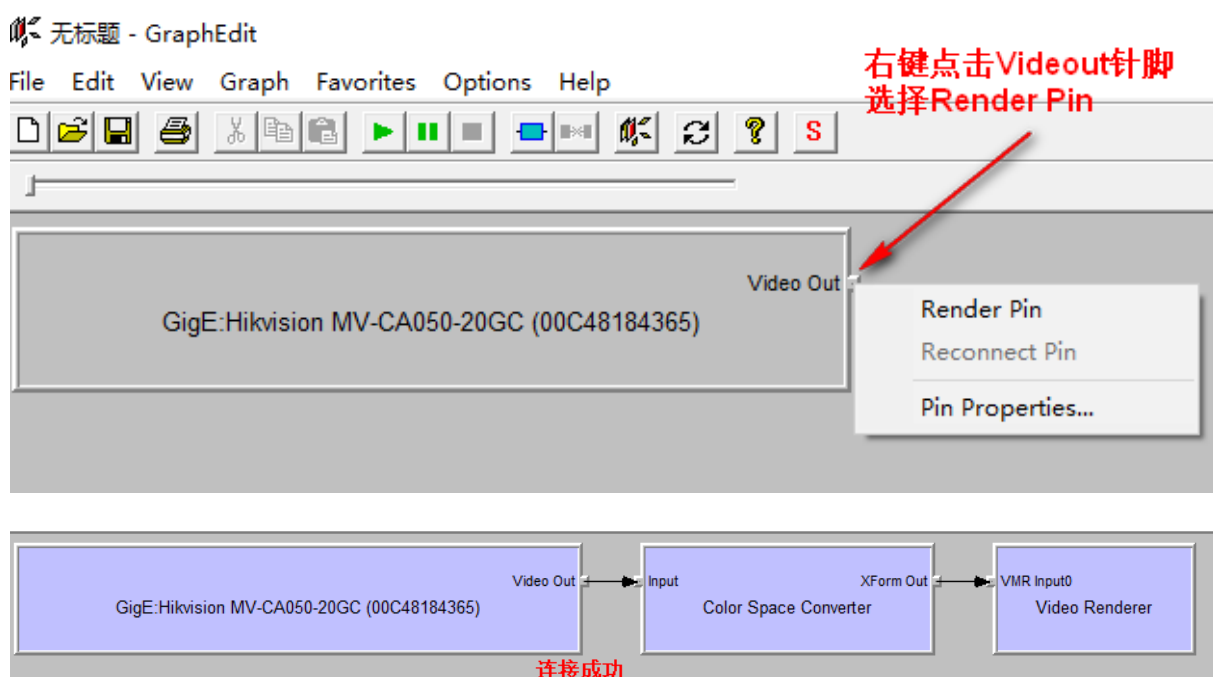 无标题 - GraphEdit
File Edit View Graph Favorites Options Help
右键点击Videout针脚
选择Render Pin
S
Video Out
GigE:Hikvision MV-CA050-20GC (00C48184365)
Render Pin
Reconnect Pin
Pin Properties...
Video Out
Input
XForm Out
VMR Input0
GigE:Hikvision MV-CA050-20GC (00C48184365)
Color Space Converter
Video Renderer
连接成功